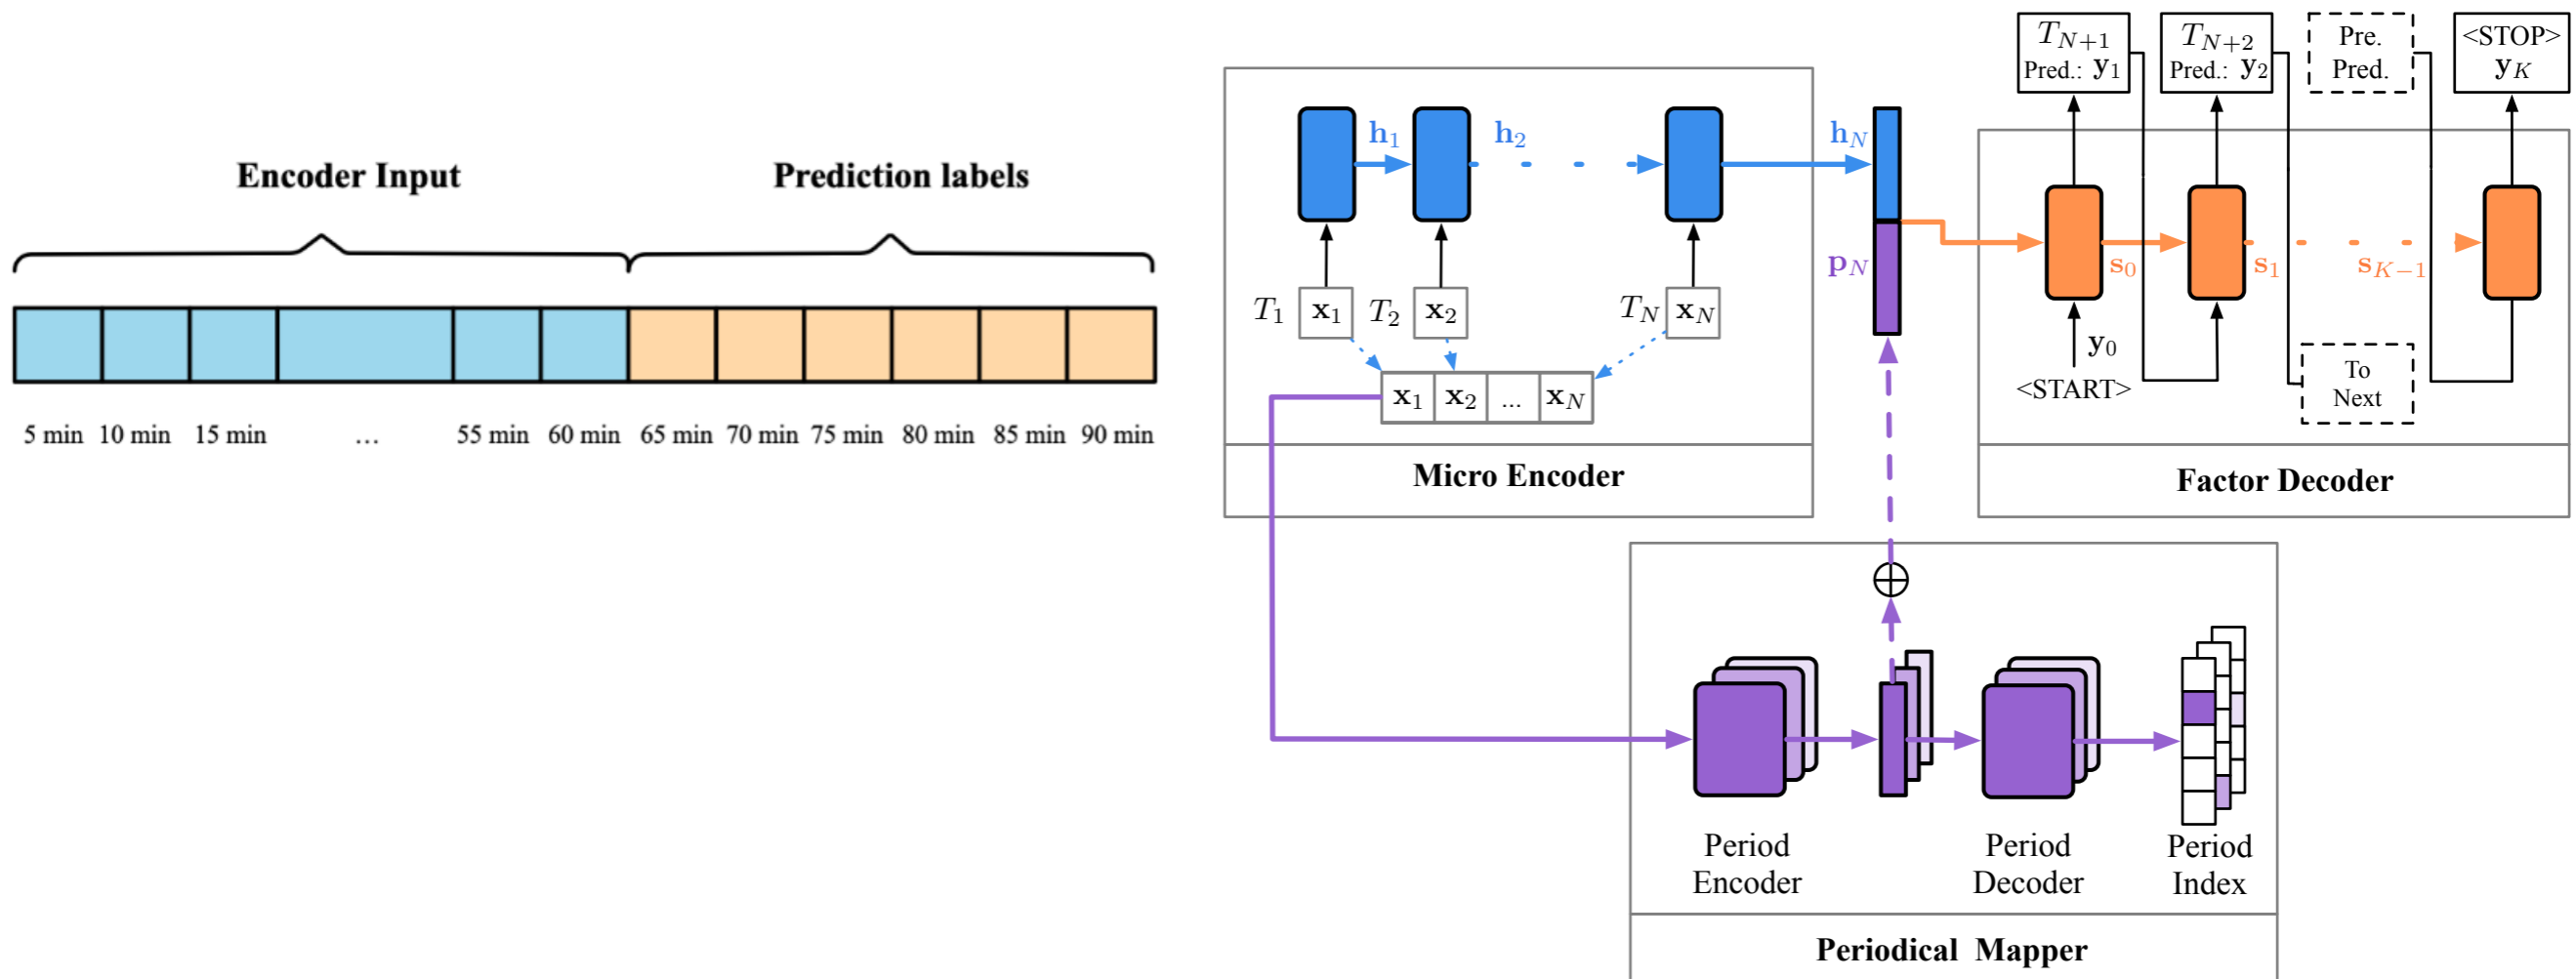 Encoder Input
Prediction labels
5 min 10 min 15 min ... 55 min 60 min 65 min 70 min 75 min 80 min 85 min 90 min
h_1
h_2
h_N
p_N
T_1 x_1 T_2 x_2 T_N x_N
x_1 x_2 ... x_N
Micro Encoder
T_{N+1}
Pred.: y_1
T_{N+2}
Pred.: y_2
Pre.
Pred.
<STOP>
y_K
s_0
s_1
s_{K-1}
y_0
<START>
To
Next
Factor Decoder
Period
Encoder
Period
Decoder
Period
Index
Periodical Mapper